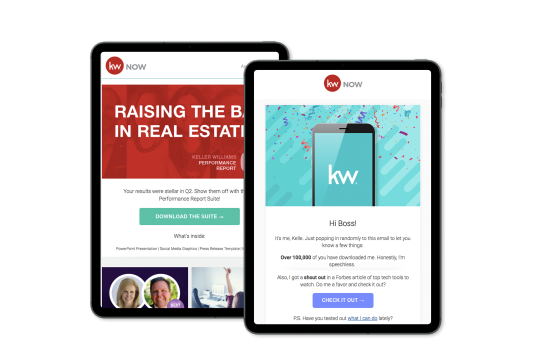 kw NOW
RAISING THE BA
IN REAL ESTATE
KELLER WILLIAMS
PERFORMANCE
REPORT
Your results were stellar in Q2. Show them off with th
Performance Report Suite!
DOWNLOAD THE SUITE →
What's inside:
PowerPoint Presentation | Social Media Graphics | Press Release Template
kw NOW
kw
Hi Boss!
It's me, Kelle. Just popping in randomly to this email to let you
know a few things:
Over 100,000 of you have downloaded me. Honestly, I'm
speechless.
Also, I got a shout out in a Forbes article of top tech tools to
watch. Do me a favor and check it out?
CHECK IT OUT →
P.S. Have you tested out what I can do lately?